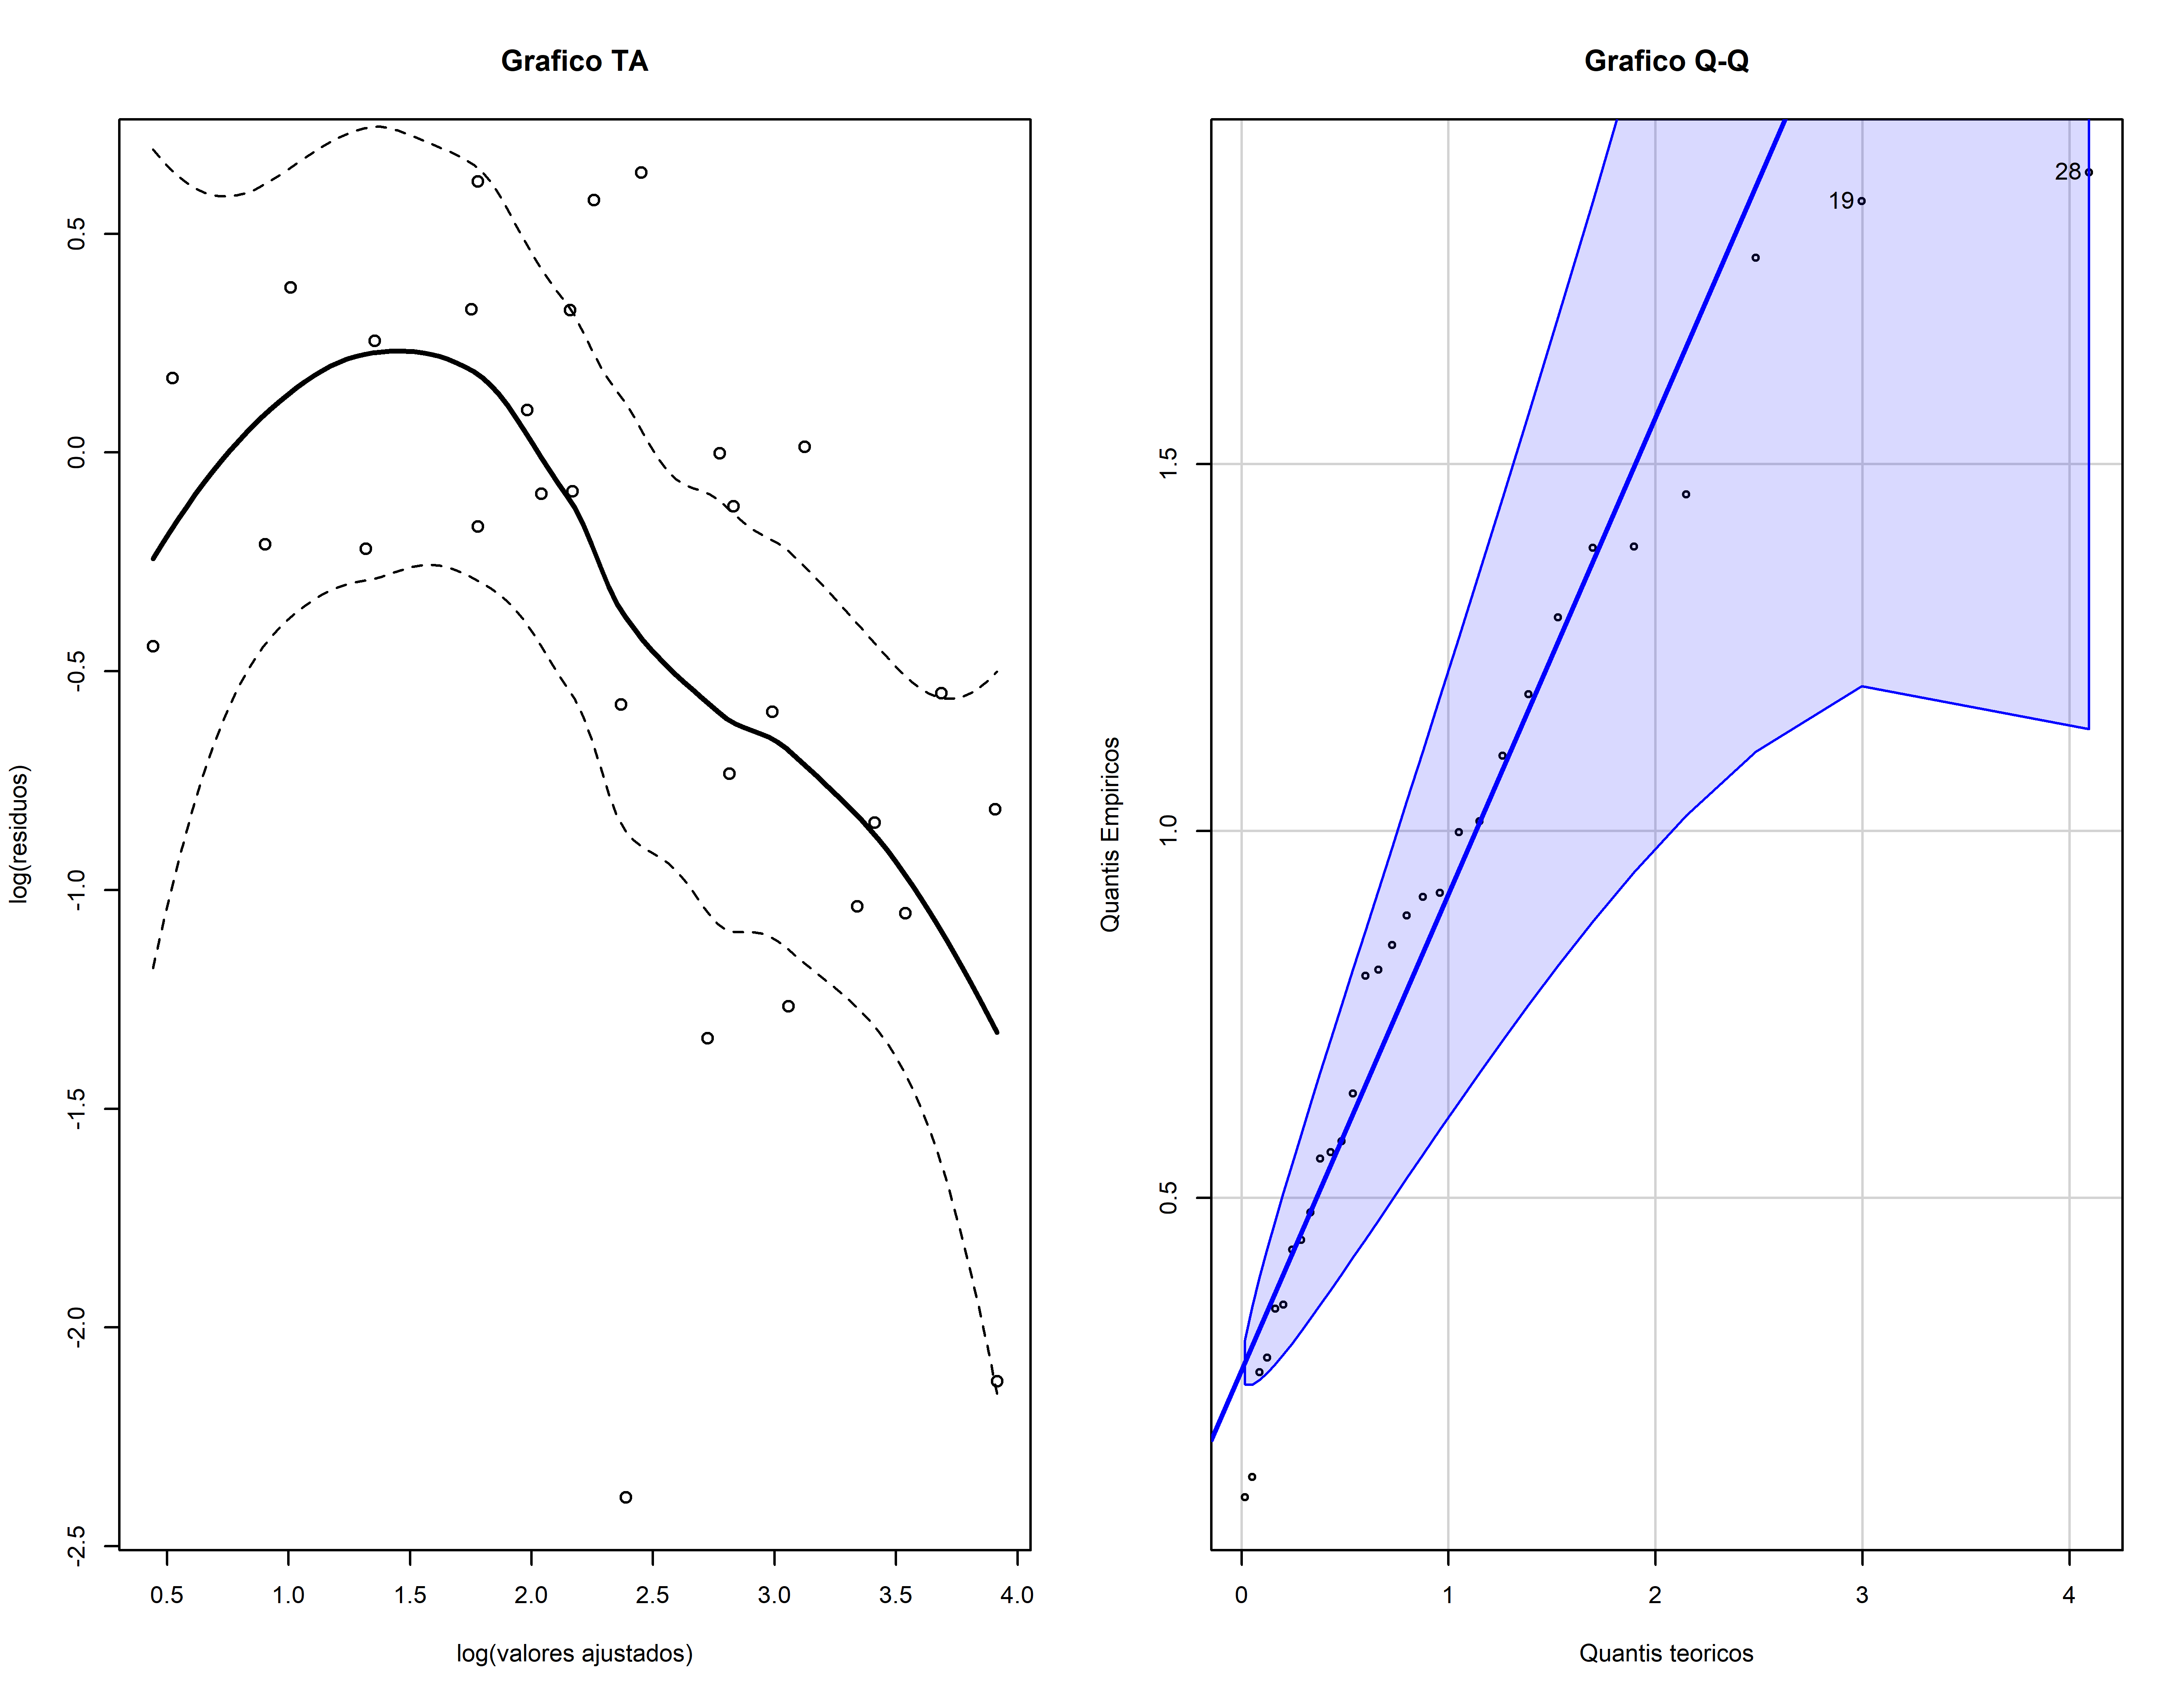 Grafico TA
0.5
0.0
-0.5
-1.0
-1.5
-2.0
-2.5
log(residuos)
0.5 1.0 1.5 2.0 2.5 3.0 3.5 4.0
log(valores ajustados)
Grafico Q-Q
28
19
1.5
1.0
0.5
Quantis Empiricos
0 1 2 3 4
Quantis teoricos